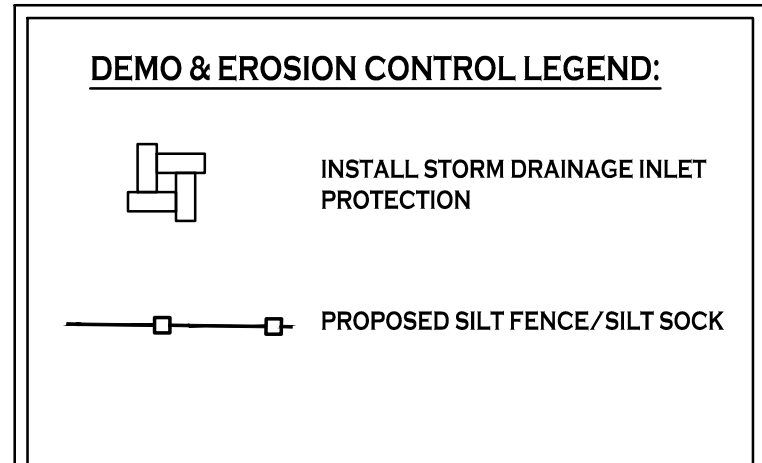 DEMO & EROSION CONTROL LEGEND:
INSTALL STORM DRAINAGE INLET
PROTECTION
PROPOSED SILT FENCE/SILT SOCK